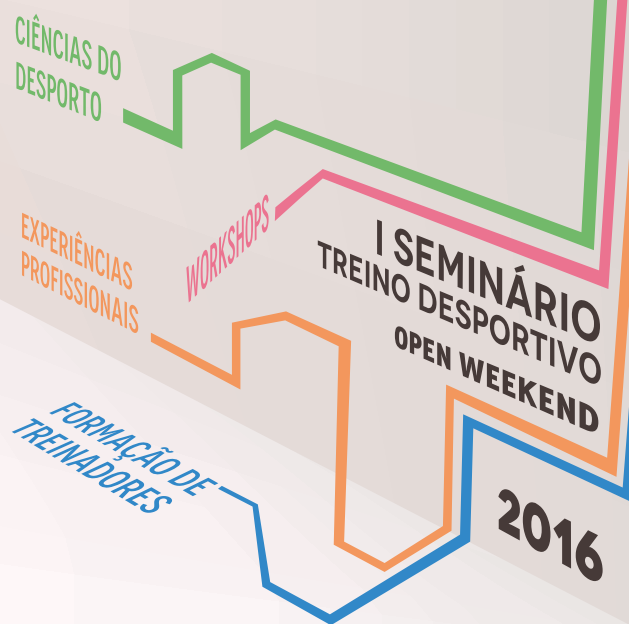 CIÊNCIAS DO
DESPORTO
WORKSHOPS
EXPERIÊNCIAS
PROFISSIONAIS
I SEMINÁRIO
TREINO DESPORTIVO
OPEN WEEKEND
FORMAÇÃO DE
TREINADORES
2016